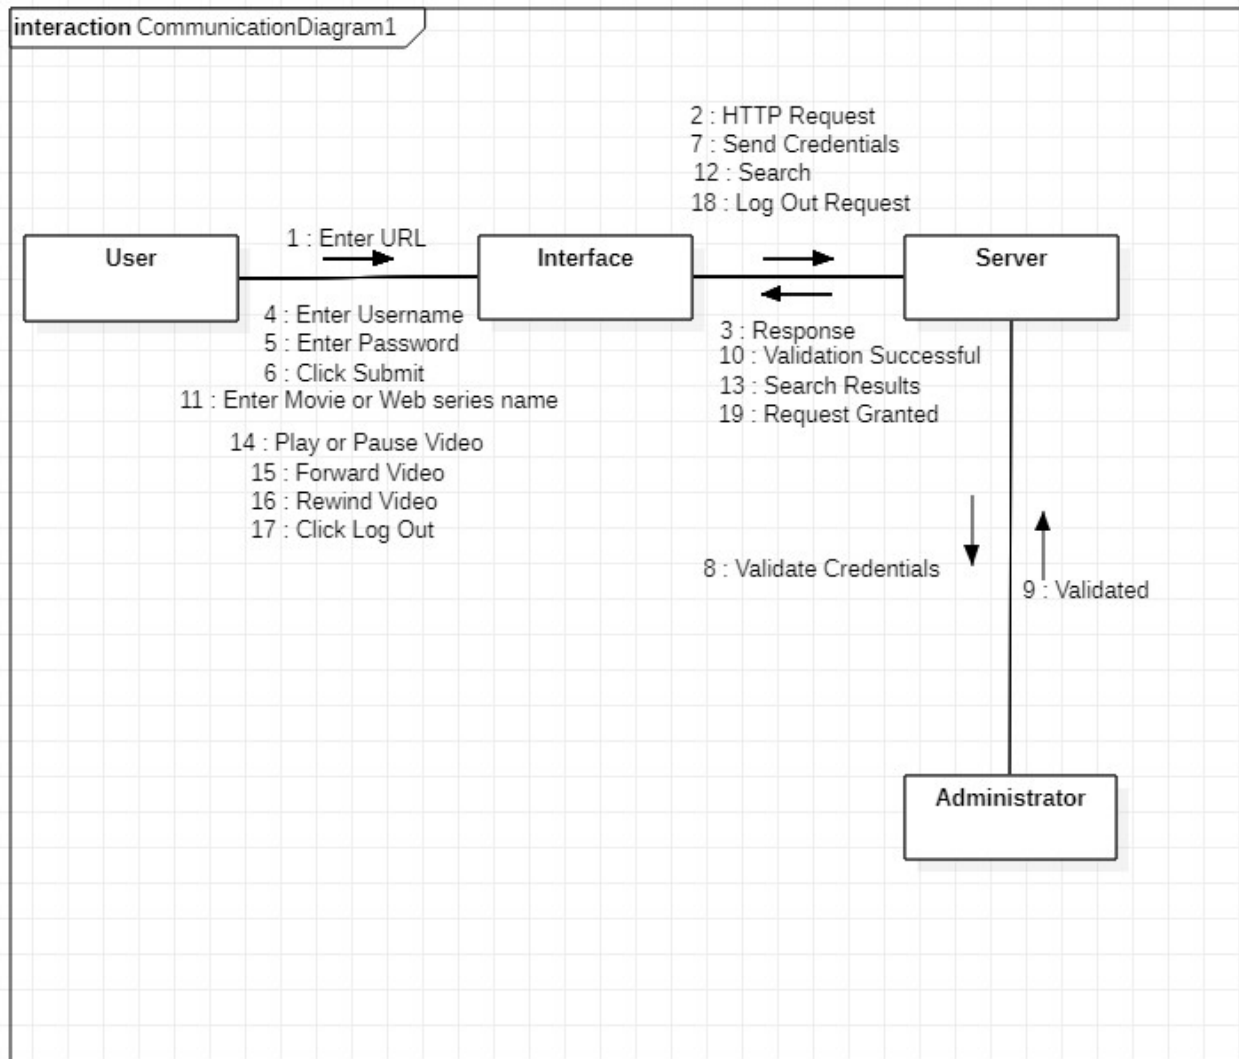 interaction CommunicationDiagram1
2 : HTTP Request
7 : Send Credentials
12 : Search
18 : Log Out Request
1 : Enter URL
User
Interface
Server
4 : Enter Username
5 : Enter Password
6 : Click Submit
11 : Enter Movie or Web series name
14 : Play or Pause Video
15 : Forward Video
16 : Rewind Video
17 : Click Log Out
3 : Response
10 : Validation Successful
13 : Search Results
19 : Request Granted
8 : Validate Credentials
9 : Validated
Administrator